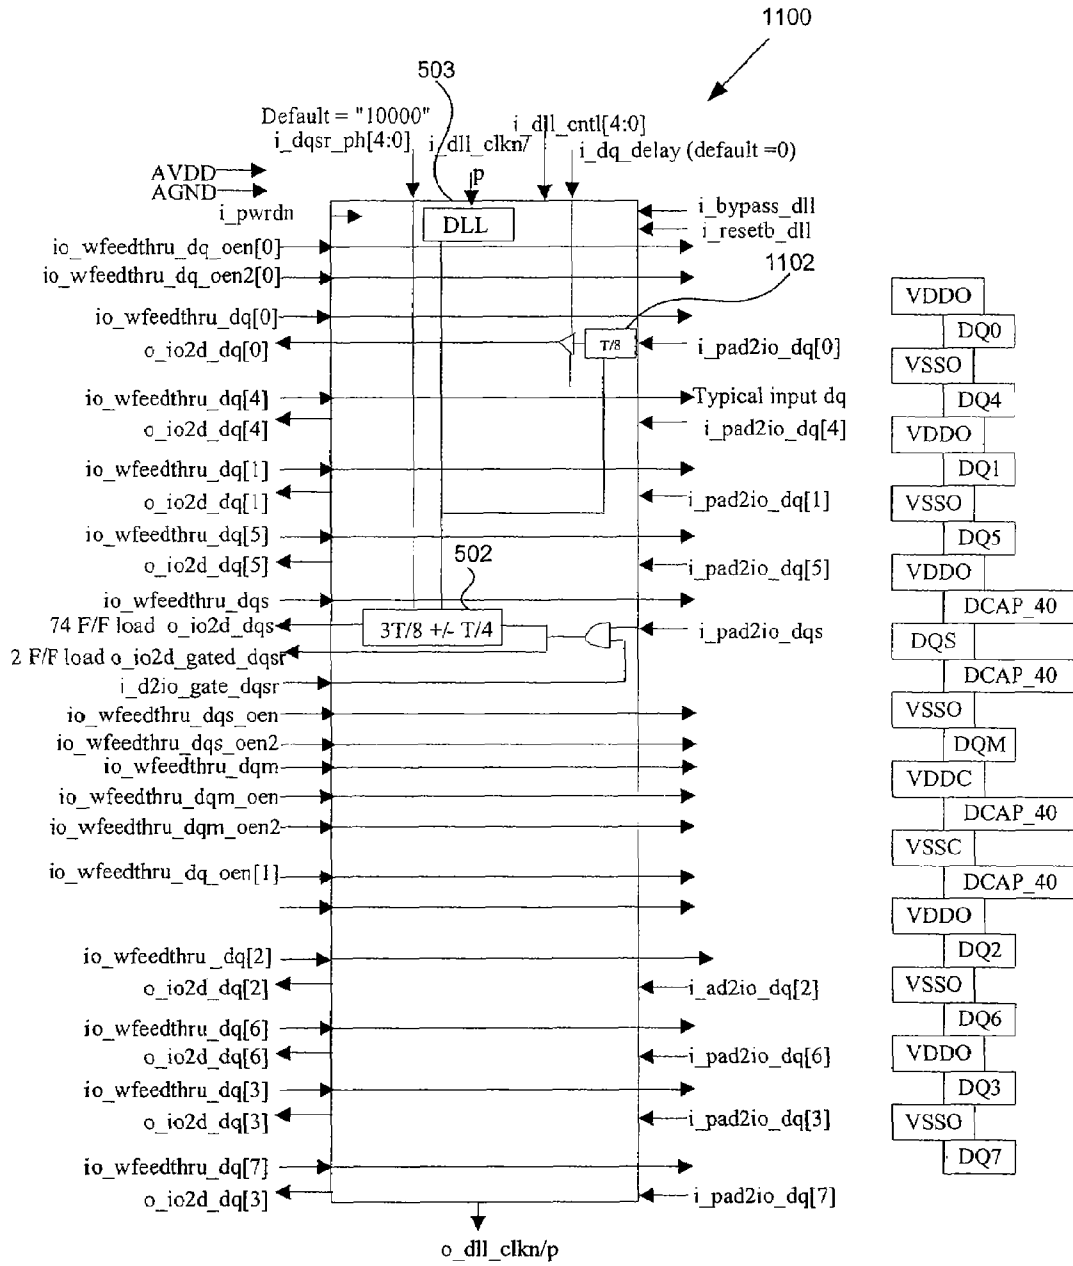 1100
503
Default = "10000"
i_dqsr_ph[4:0]
i_dll_clkn/
p
i_dll_cntl[4:0]
i_dq_delay (default =0)
AVDD
AGND
i_pwrdn
DLL
i_bypass_dll
i_resetb_dll
io_wfeedthru_dq_oen[0]
io_wfeedthru_dq_oen2[0]
1102
VDDO
io_wfeedthru_dq[0]
DQ0
o_io2d_dq[0]
T/8
i_pad2io_dq[0]
VSSO
io_wfeedthru_dq[4]
Typical input dq
DQ4
o_io2d_dq[4]
i_pad2io_dq[4]
VDDO
io_wfeedthru_dq[1]
DQ1
o_io2d_dq[1]
i_pad2io_dq[1]
VSSO
io_wfeedthru_dq[5]
DQ5
502
o_io2d_dq[5]
i_pad2io_dq[5]
VDDO
io_wfeedthru_dqs
DCAP_40
74 F/F load o_io2d_dqs
3T/8 +/- T/4
i_pad2io_dqs
DQS
2 F/F load o_io2d_gated_dqsr
DCAP_40
i_d2io_gate_dqsr
io_wfeedthru_dqs_oen
VSSO
io_wfeedthru_dqs_oen2
DQM
io_wfeedthru_dqm
VDDC
io_wfeedthru_dqm_oen
DCAP_40
io_wfeedthru_dqm_oen2
VSSC
io_wfeedthru_dq_oen[1]
DCAP_40
VDDO
io_wfeedthru_dq[2]
DQ2
o_io2d_dq[2]
i_ad2io_dq[2]
VSSO
io_wfeedthru_dq[6]
DQ6
o_io2d_dq[6]
i_pad2io_dq[6]
VDDO
io_wfeedthru_dq[3]
DQ3
o_io2d_dq[3]
i_pad2io_dq[3]
VSSO
io_wfeedthru_dq[7]
DQ7
o_io2d_dq[3]
i_pad2io_dq[7]
o_dll_clkn/p